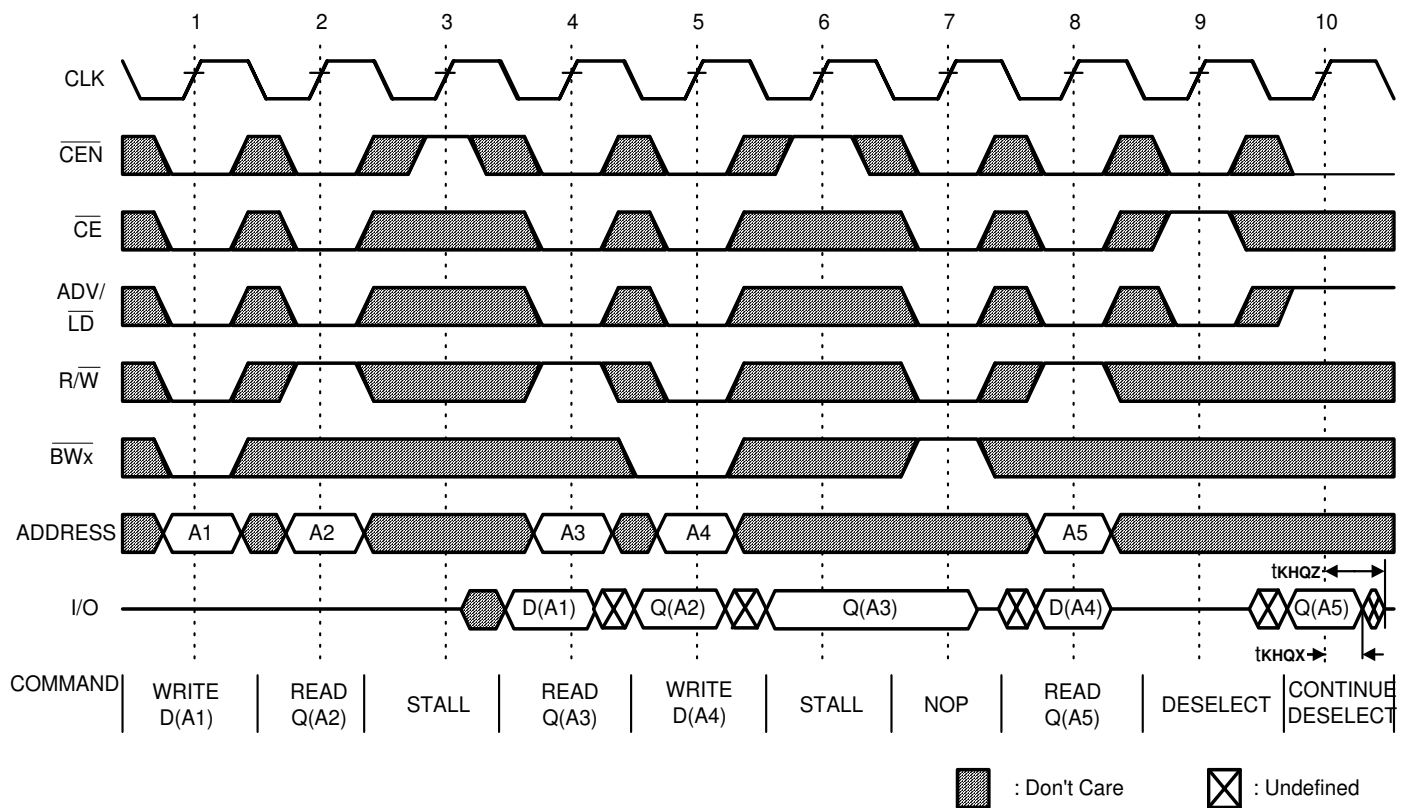 1 2 3 4 5 6 7 8 9 10
CLK
CEN
CE
ADV/
LD
R/W
BWx
ADDRESS A1 A2 A3 A4 A5
tKHQZ
I/O D(A1) Q(A2) Q(A3) D(A4) Q(A5)
tKHQX
COMMAND
WRITE
D(A1)
READ
Q(A2)
STALL
READ
Q(A3)
WRITE
D(A4)
STALL
NOP
READ
Q(A5)
DESELECT
CONTINUE
DESELECT
: Don't Care
: Undefined